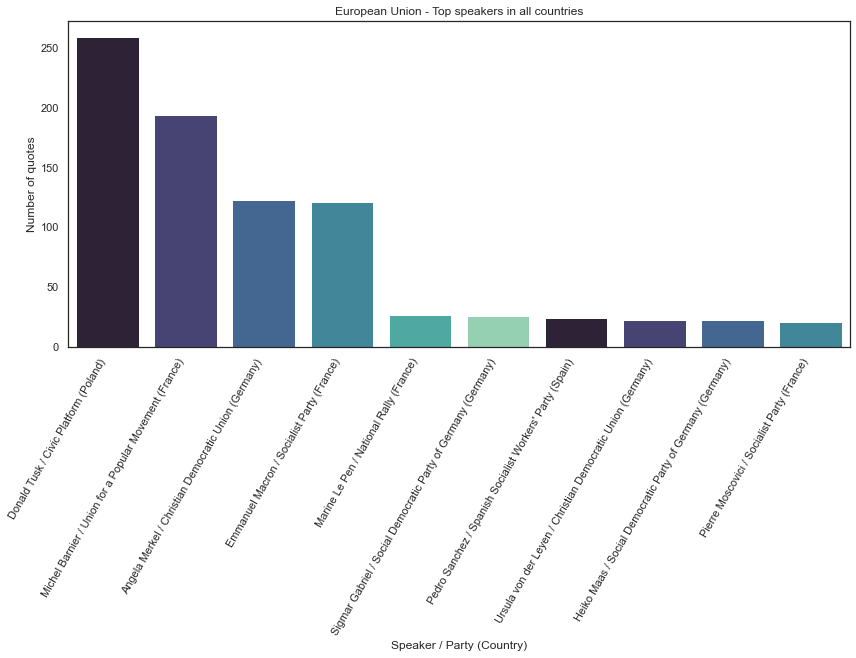 European Union - Top speakers in all countries
Number of quotes
250
200
150
100
50
0
Donald Tusk / Civic Platform (Poland)
Michel Barnier / Union for a Popular Movement (France)
Angela Merkel / Christian Democratic Union (Germany)
Emmanuel Macron / Socialist Party (France)
Marine Le Pen / National Rally (France)
Sigmar Gabriel / Social Democratic Party of Germany (Germany)
Pedro Sanchez / Spanish Socialist Workers' Party (Spain)
Ursula von der Leyen / Christian Democratic Union (Germany)
Heiko Maas / Social Democratic Party of Germany (Germany)
Pierre Moscovici / Socialist Party (France)
Speaker / Party (Country)